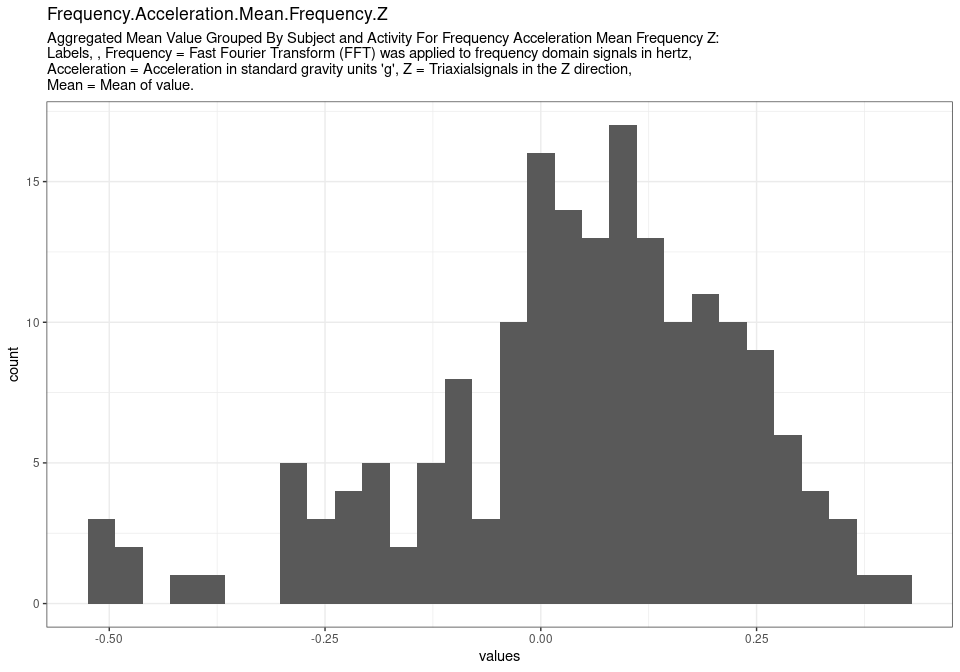 Frequency.Acceleration.Mean.Frequency.Z
Aggregated Mean Value Grouped By Subject and Activity For Frequency Acceleration Mean Frequency Z:
Labels, , Frequency = Fast Fourier Transform (FFT) was applied to frequency domain signals in hertz,
Acceleration = Acceleration in standard gravity units 'g', Z = Triaxialsignals in the Z direction,
Mean = Mean of value.
15
10
5
0
count
-0.50
-0.25
0.00
0.25
values